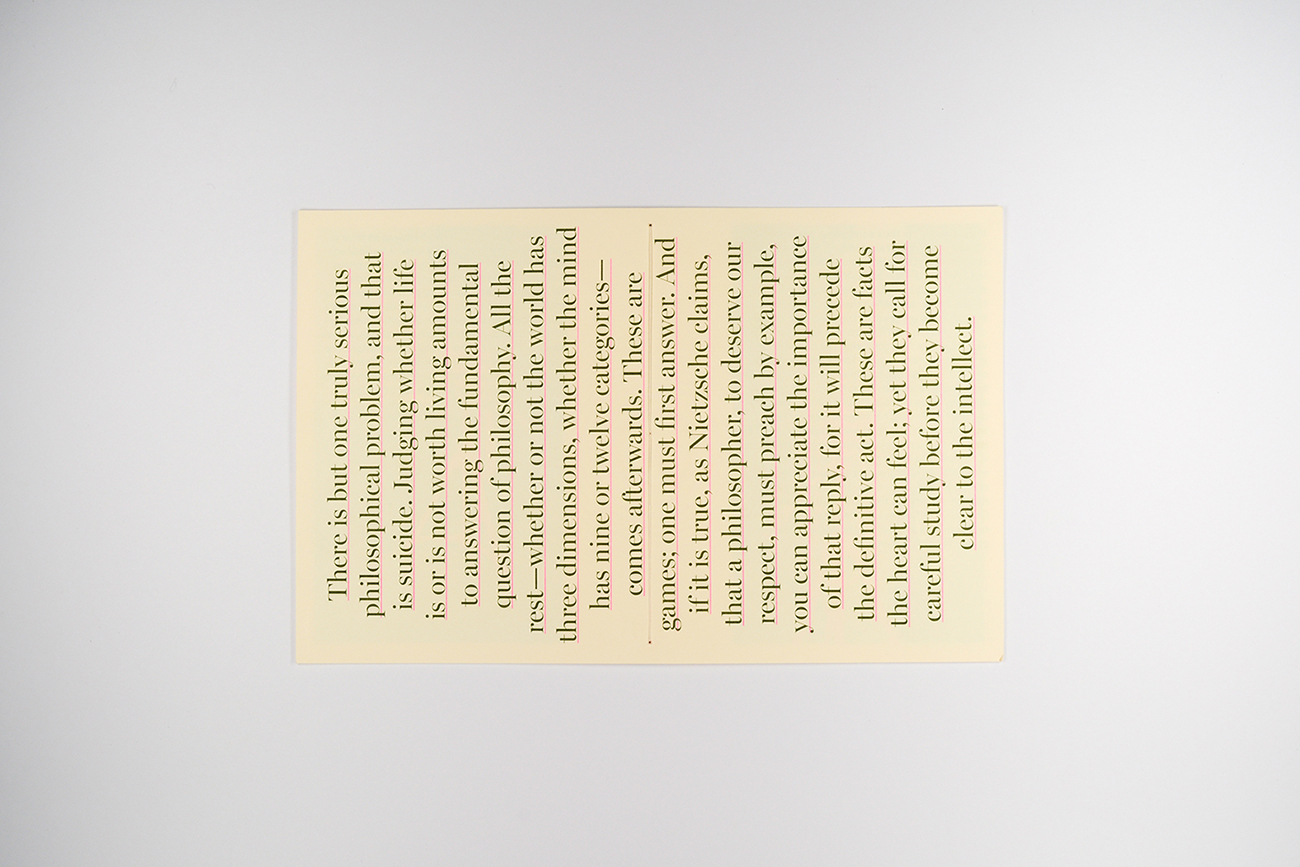 There is but one truly serious
philosophical problem, and that
is suicide. Judging whether life
is or is not worth living amounts
to answering the fundamental
question of philosophy. All the
rest—whether or not the world has
three dimensions, whether the mind
has nine or twelve categories—
comes afterwards. These are
games; one must first answer. And
if it is true, as Nietzsche claims,
that a philosopher, to deserve our
respect, must preach by example,
you can appreciate the importance
of that reply, for it will precede
the definitive act. These are facts
the heart can feel; yet they call for
careful study before they become
clear to the intellect.